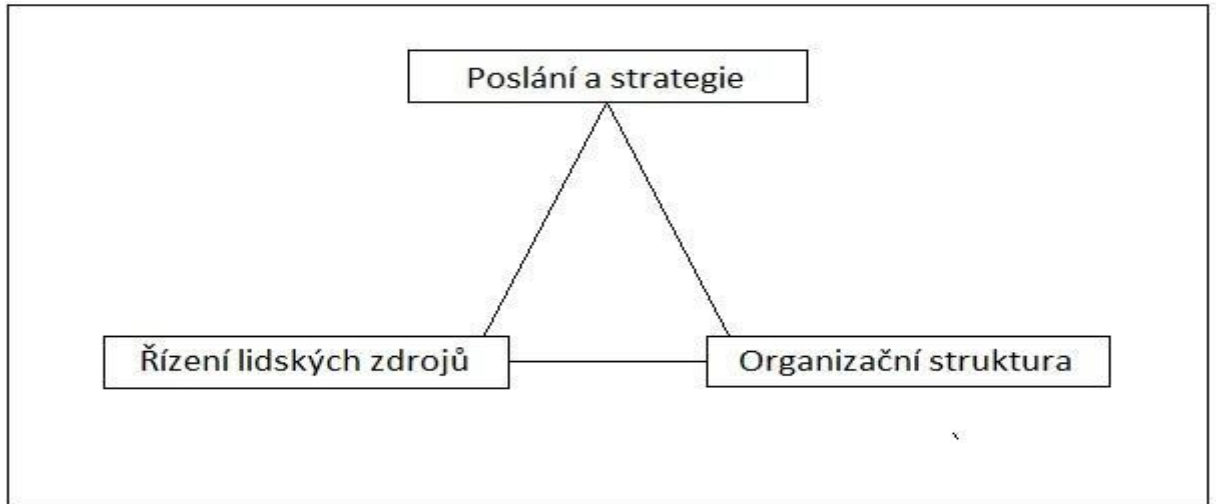 Poslání a strategie
Řízení lidských zdrojů
Organizační struktura